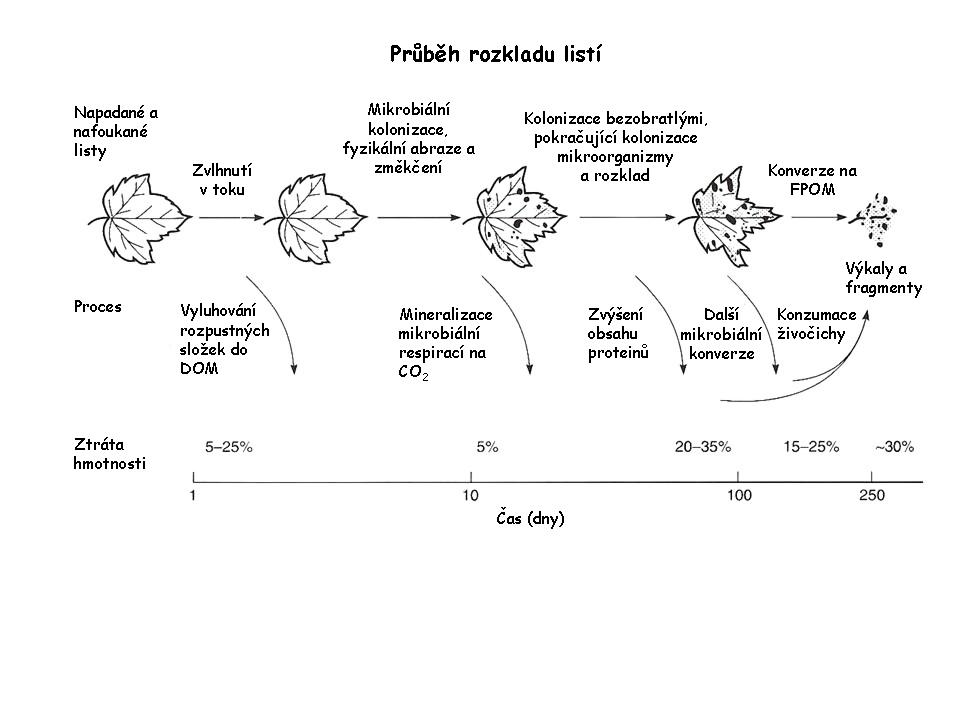 Průběh rozkladu listí
Napadané a
nafoukané
listy
Zvlhnutí
v toku
Mikrobiální
kolonizace,
fyzikální abraze a
změkčení
Kolonizace bezobratlými,
pokračující kolonizace
mikroorganizmy
a rozklad
Konverze na
FPOM
Výkaly a
fragmenty
Proces
Vyluhování
rozpustných
složek do
DOM
Mineralizace
mikrobiální
respirací na
CO₂
Zvýšení
obsahu
proteinů
Další
mikrobiální
konverze
Konzumace
živočichy
Ztráta
hmotnosti
5–25%
5%
20–35%
15–25%
~30%
1
10
100
250
Čas (dny)